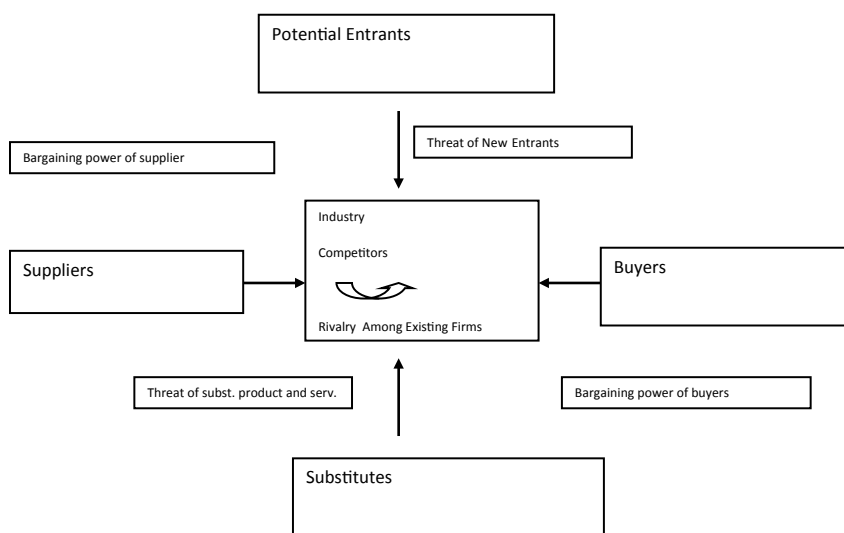 Potential Entrants
Threat of New Entrants
Bargaining power of supplier
Industry
Competitors
Suppliers
Buyers
Rivalry  Among Existing Firms
Threat of subst. product and serv.
Bargaining power of buyers
Substitutes